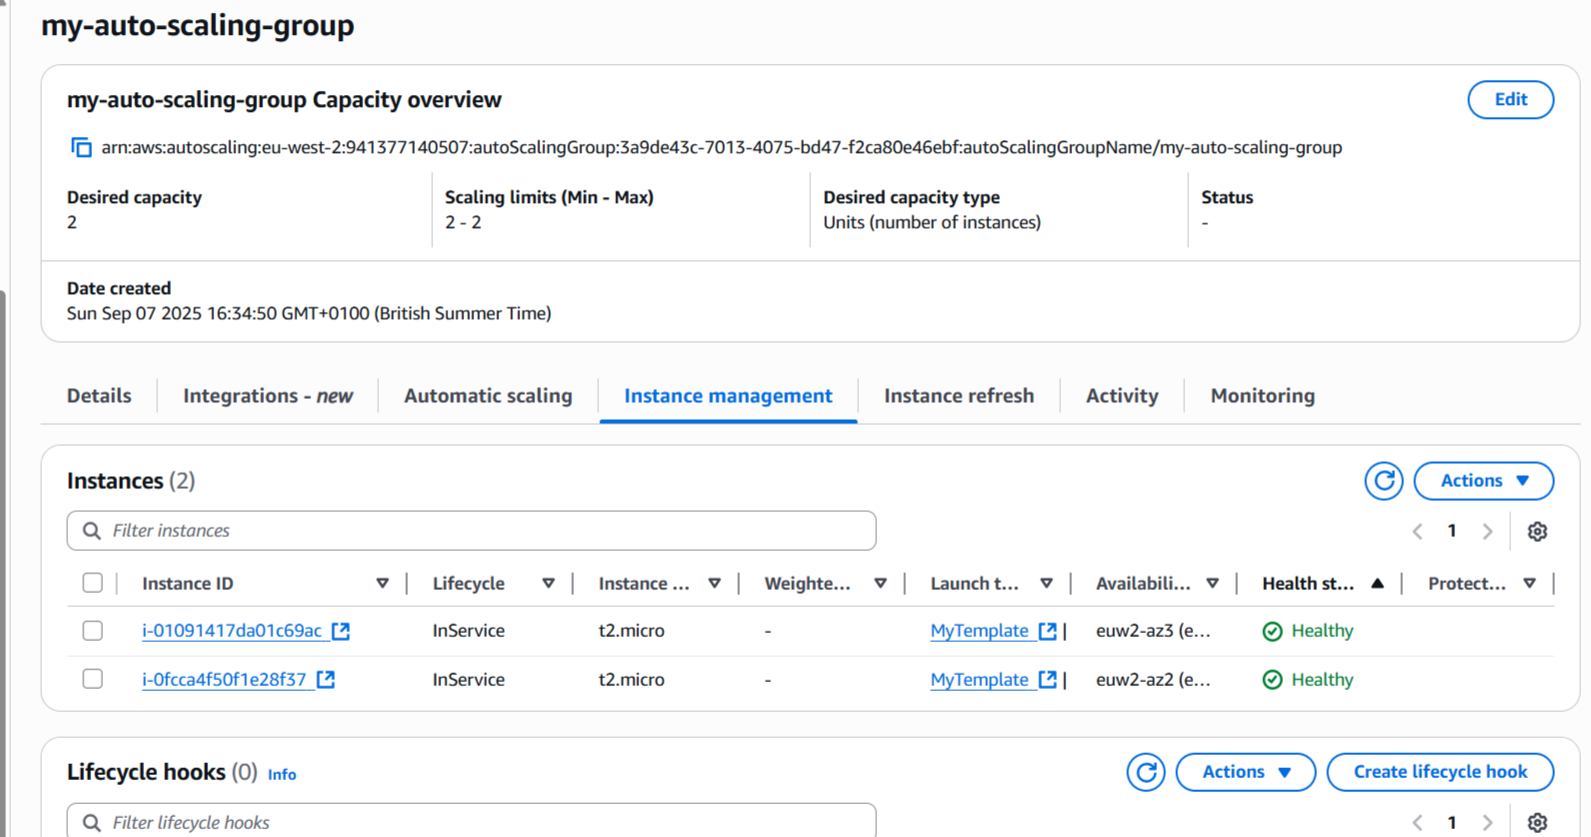 my-auto-scaling-group
my-auto-scaling-group Capacity overview
Edit
arn:aws:autoscaling:eu-west-2:941377140507:autoScalingGroup:3a9de43c-7013-4075-bd47-f2ca80e46ebf:autoScalingGroupName/my-auto-scaling-group
Desired capacity
2
Scaling limits (Min - Max)
2 - 2
Desired capacity type
Units (number of instances)
Status
-
Date created
Sun Sep 07 2025 16:34:50 GMT+0100 (British Summer Time)
Details Integrations - new Automatic scaling Instance management Instance refresh Activity Monitoring
Instances (2)
Actions
Filter instances
1
Instance ID Lifecycle Instance ... Weighte... Launch t... Availabili... Health st... Protect...
i-01091417da01c69ac InService t2.micro - MyTemplate | euw2-az3 (e... Healthy
i-0fcca4f50f1e28f37 InService t2.micro - MyTemplate | euw2-az2 (e... Healthy
Lifecycle hooks (0) Info
Actions
Create lifecycle hook
Filter lifecycle hooks
1